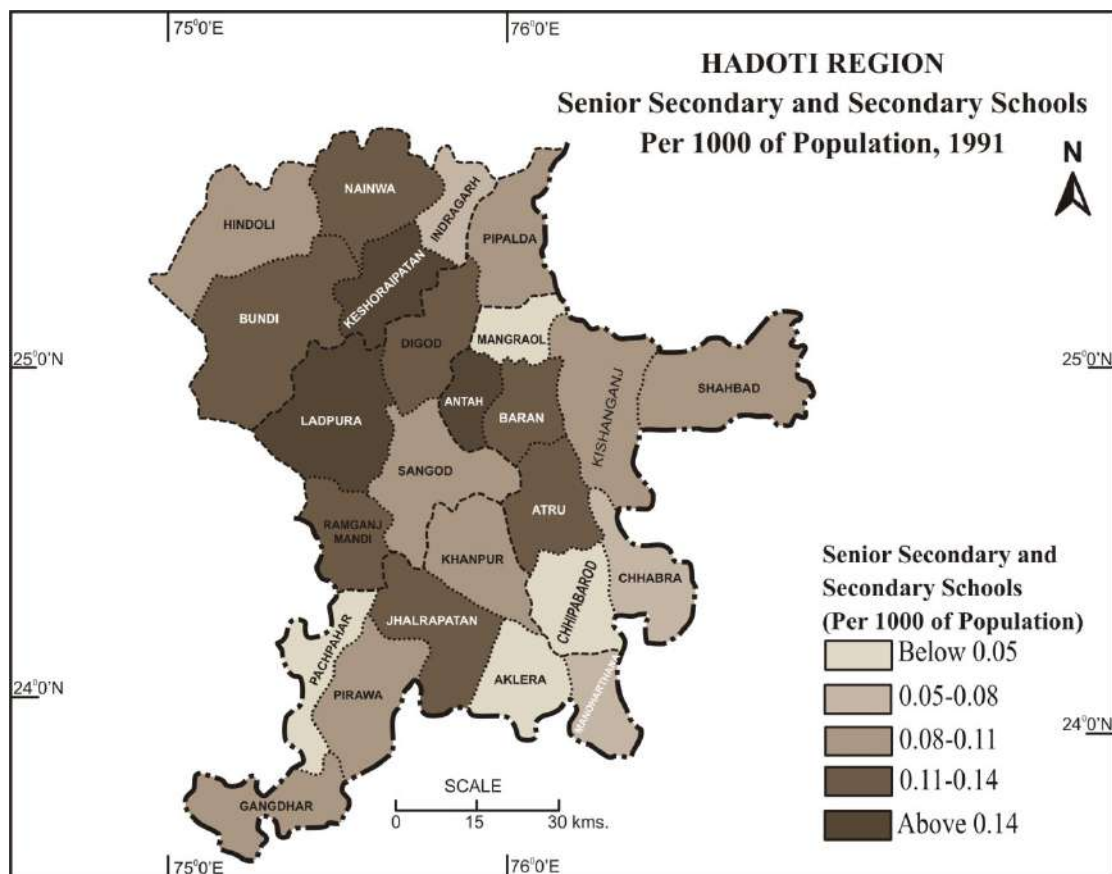 75°0'E
76°0'E
HADOTI REGION
Senior Secondary and Secondary Schools
Per 1000 of Population, 1991
N
NAINWA
INDRAGARH
HINDOLI
PIPALDA
KESHORAIPATAN
BUNDI
DIGOD
MANGRAOL
25°0'N
25°0'N
SHAHBAD
ANTAH
BARAN
LADPURA
KISHANGANJ
SANGOD
ATRU
RAMGANJ
MANDI
KHANPUR
CHHIPABAROD
CHHABRA
JHALRAPATAN
PACHPAHAR
AKLERA
PIRAWA
MANOHARTHANA
24°0'N
24°0'N
GANGDHAR
SCALE
0 15 30 kms.
Senior Secondary and
Secondary Schools
(Per 1000 of Population)
Below 0.05
0.05-0.08
0.08-0.11
0.11-0.14
Above 0.14
75°0'E
76°0'E